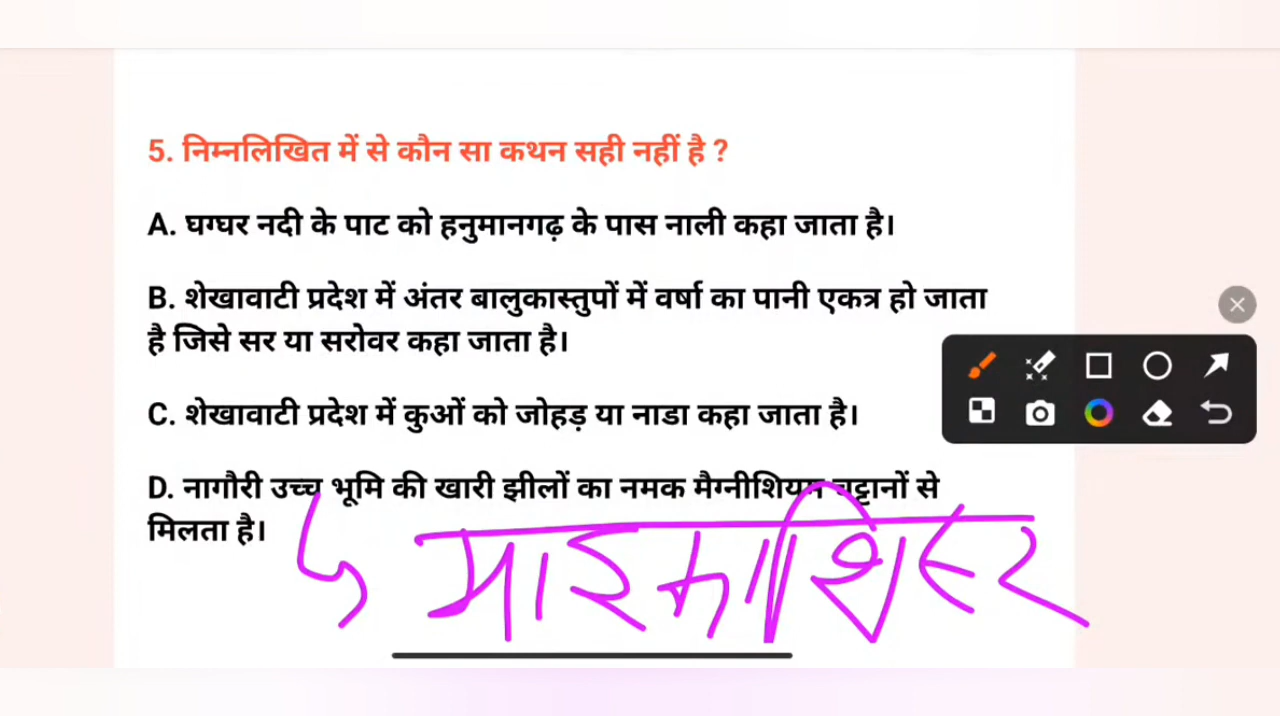 5. निम्नलिखित में से कौन सा कथन सही नहीं है ?
A. घग्घर नदी के पाट को हनुमानगढ़ के पास नाली कहा जाता है।
B. शेखावाटी प्रदेश में अंतर बालुकास्तुपों में वर्षा का पानी एकत्र हो जाता
है जिसे सर या सरोवर कहा जाता है।
C. शेखावाटी प्रदेश में कुओं को जोहड़ या नाडा कहा जाता है।
D. नागौरी उच्च भूमि की खारी झीलों का नमक मैग्नीशियम चट्टानों से
मिलता है।
माइकाशिस्ट